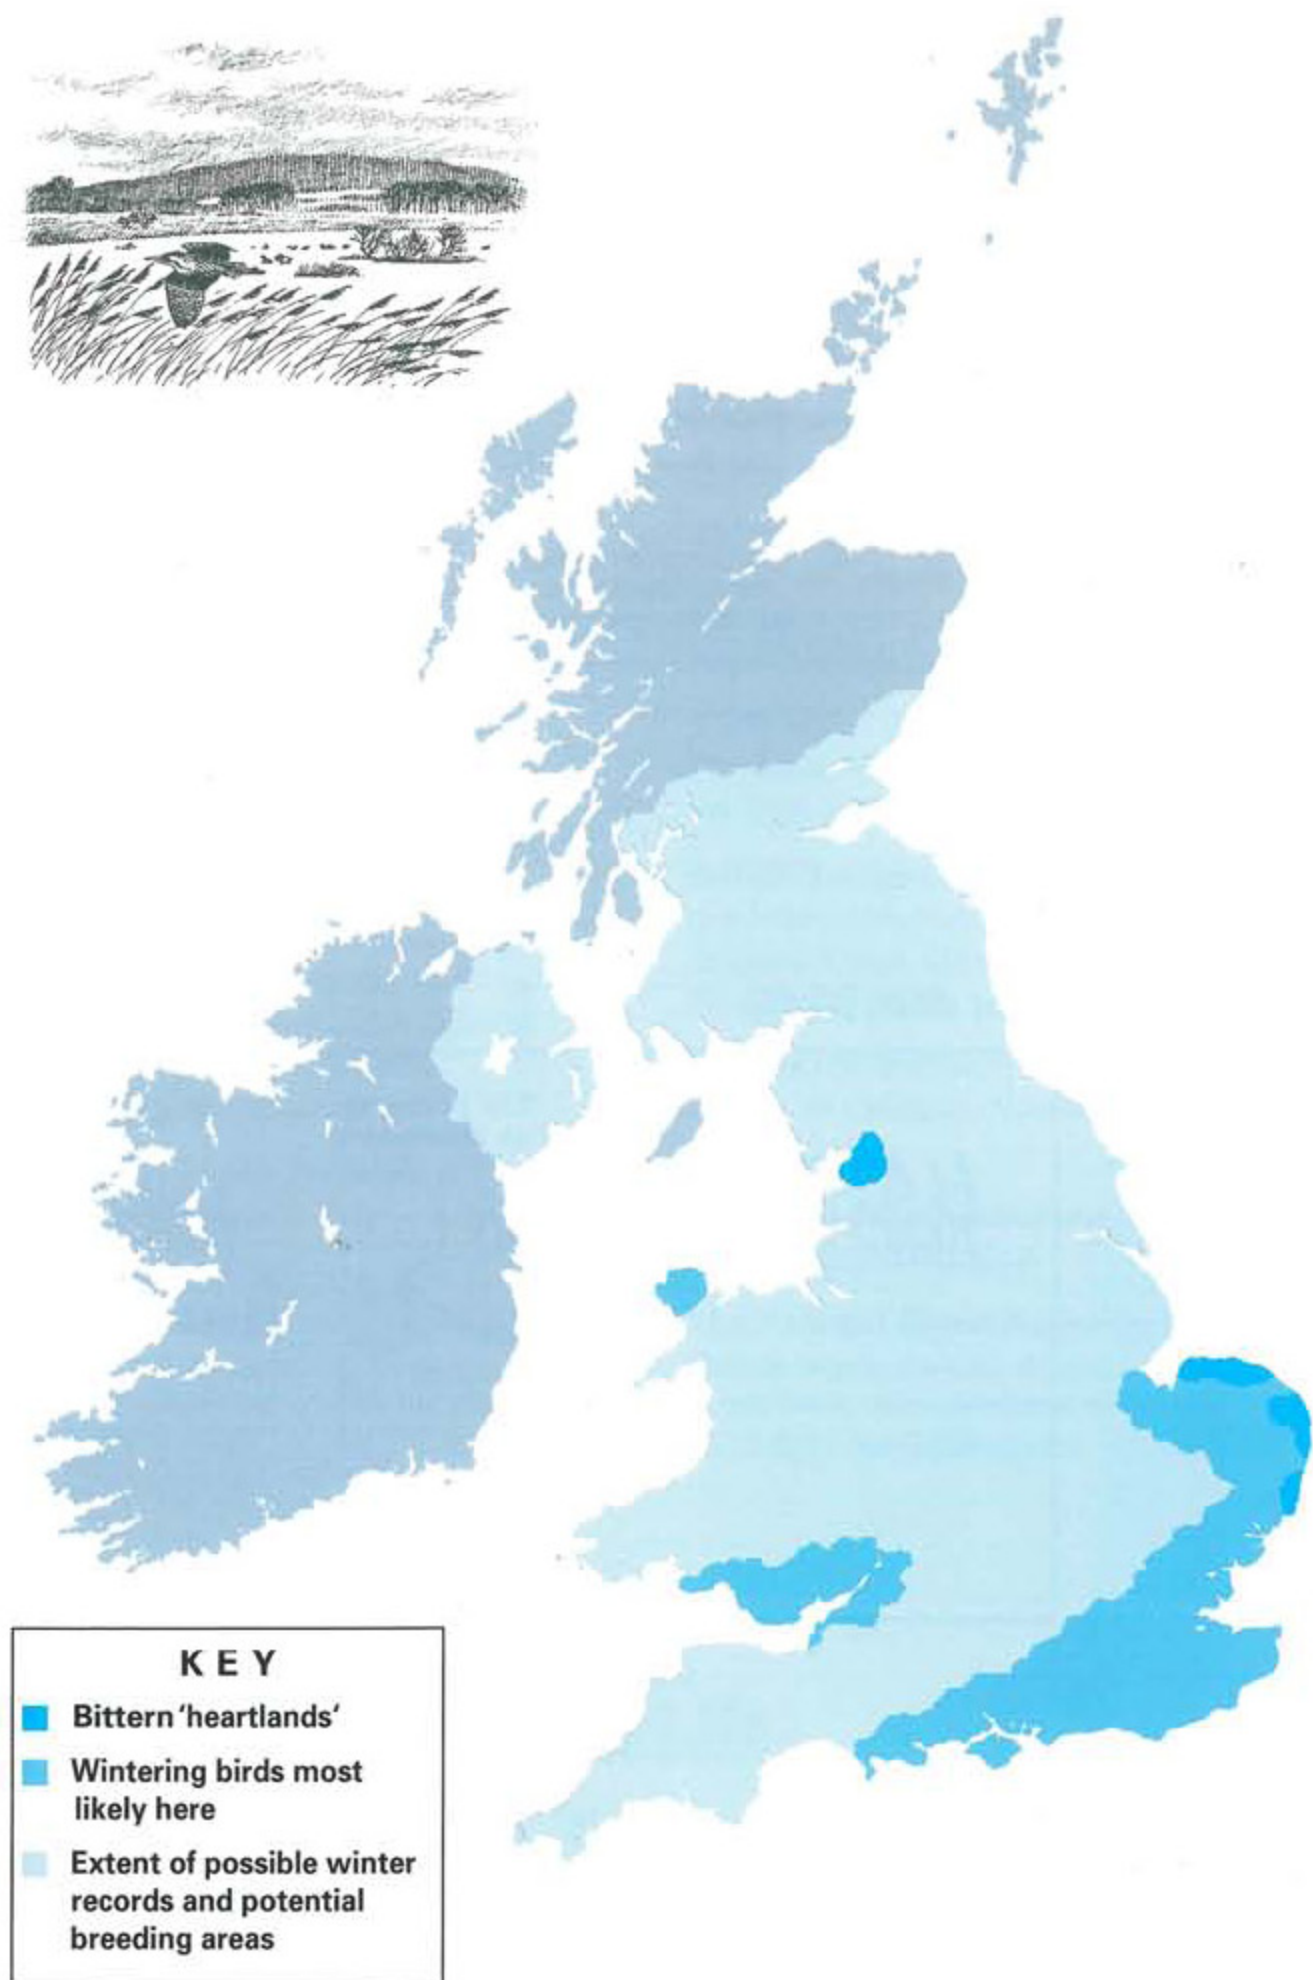 KEY
Bittern 'heartlands'
Wintering birds most
likely here
Extent of possible winter
records and potential
breeding areas